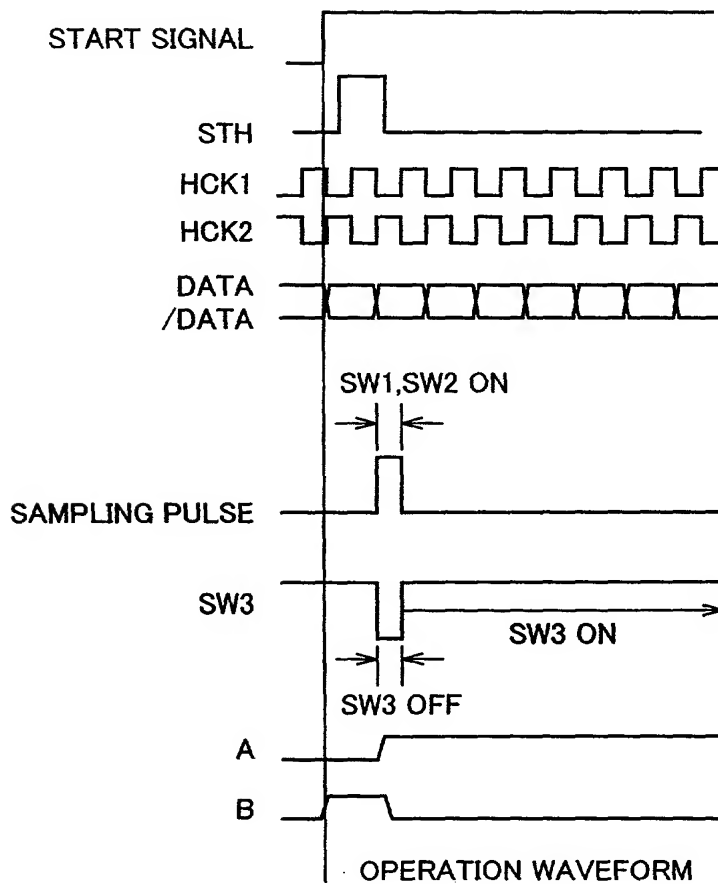 START SIGNAL
STH
HCK1
HCK2
DATA
/DATA
SW1,SW2 ON
SAMPLING PULSE
SW3
SW3 ON
SW3 OFF
A
B
OPERATION WAVEFORM